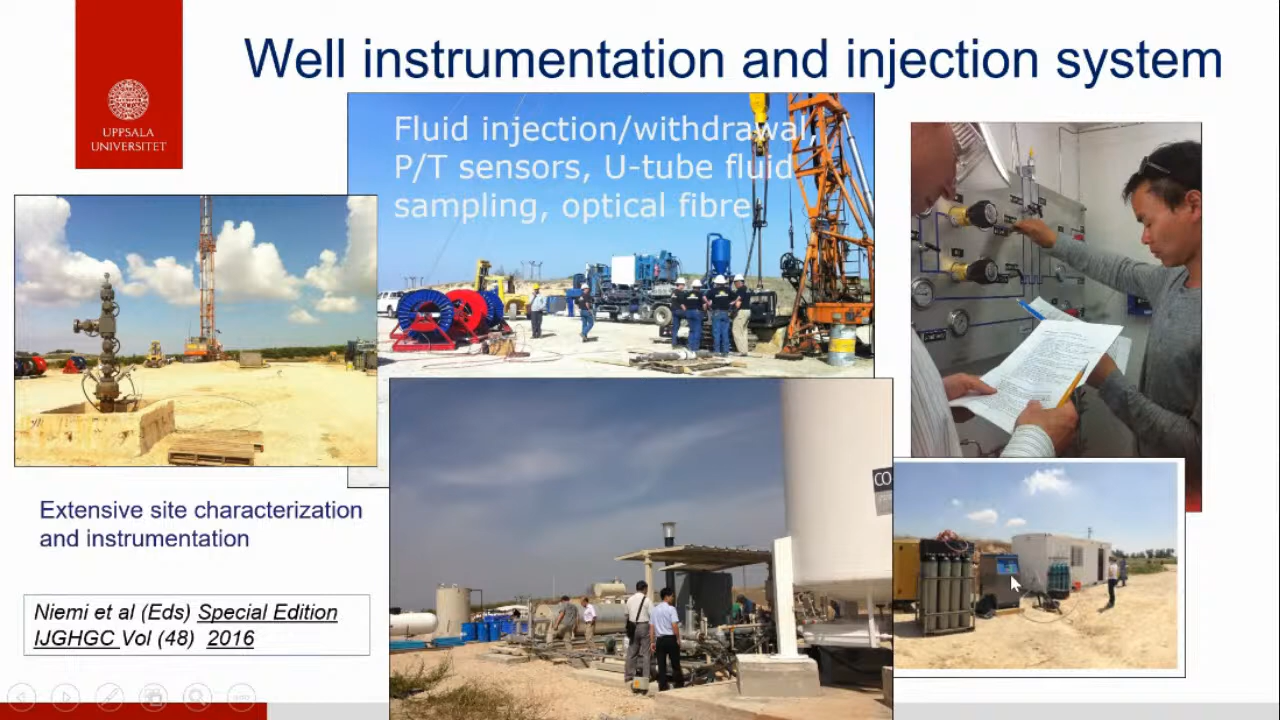 Well instrumentation and injection system
UPPSALA
UNIVERSITET
Fluid injection/withdrawal,
P/T sensors, U-tube fluid
sampling, optical fibre
CO
Extensive site characterization
and instrumentation
Niemi et al (Eds) Special Edition
IJGHGC Vol (48) 2016